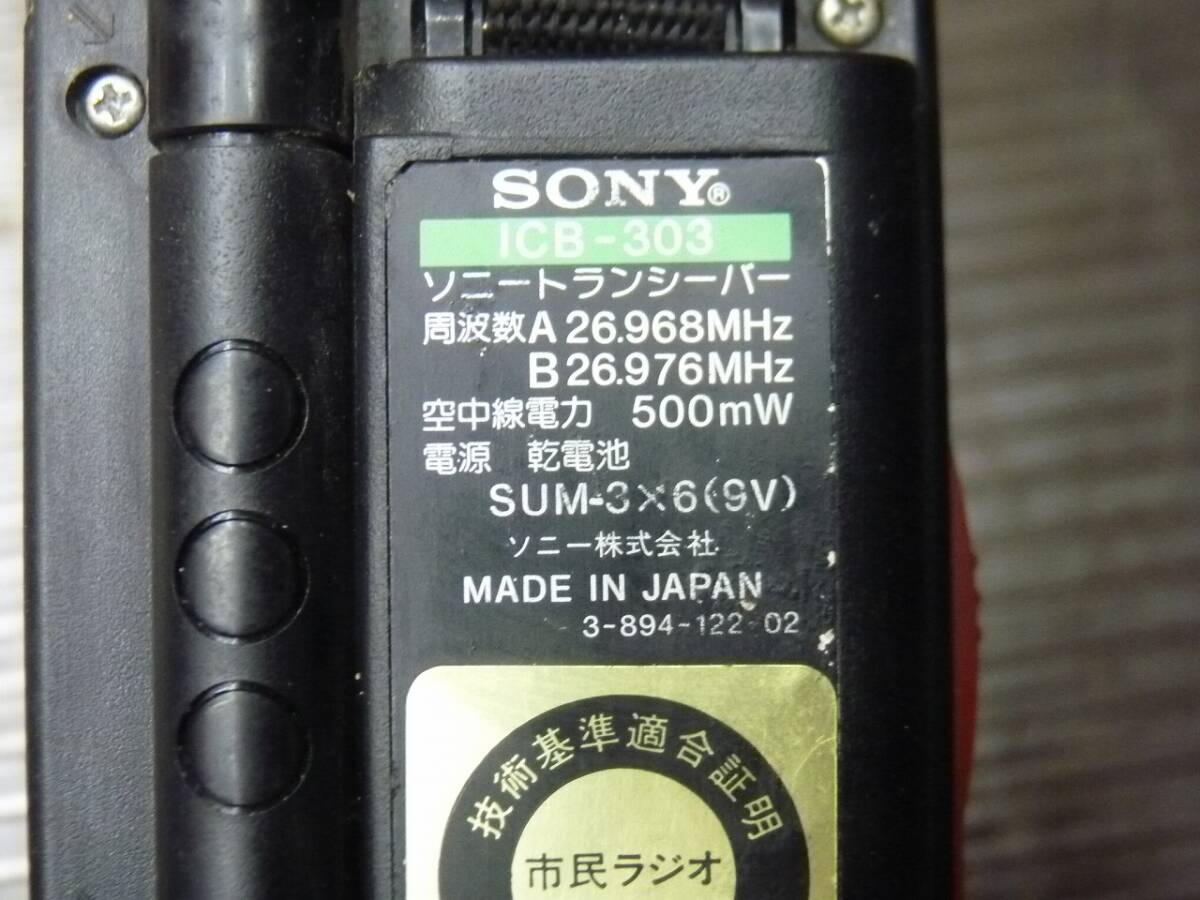 SONY®
ICB-303
ソニートランシーバー
周波数A 26.968MHz
B 26.976MHz
空中線電力 500mW
電源 乾電池
SUM-3×6(9V)
ソニー株式会社
MADE IN JAPAN
3-894-122-02
技術基準適合証明
市民ラジオ